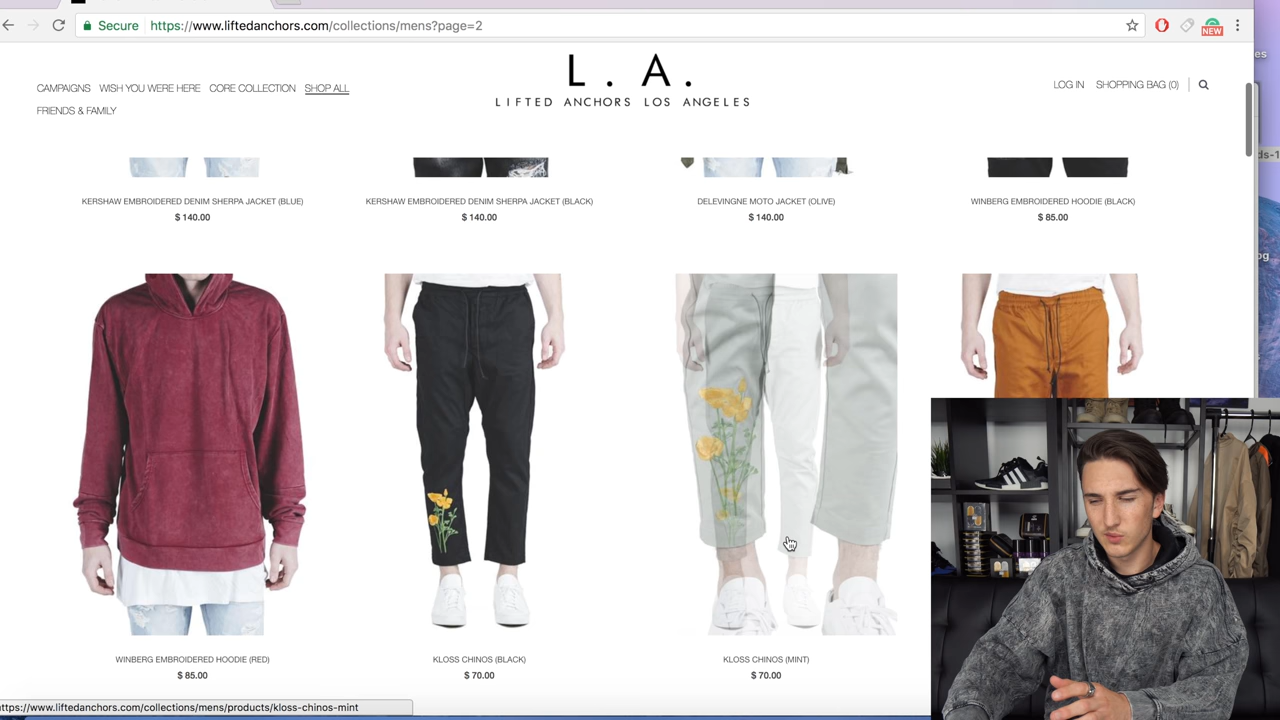 Secure https://www.liftedanchors.com/collections/mens?page=2
NEW
CAMPAIGNS WISH YOU WERE HERE CORE COLLECTION SHOP ALL
FRIENDS & FAMILY
L. A.
LIFTED ANCHORS LOS ANGELES
LOG IN SHOPPING BAG (0)
KERSHAW EMBROIDERED DENIM SHERPA JACKET (BLUE)
$ 140.00
KERSHAW EMBROIDERED DENIM SHERPA JACKET (BLACK)
$ 140.00
DELEVINGNE MOTO JACKET (OLIVE)
$ 140.00
WINBERG EMBROIDERED HOODIE (BLACK)
$ 85.00
WINBERG EMBROIDERED HOODIE (RED)
$ 85.00
KLOSS CHINOS (BLACK)
$ 70.00
KLOSS CHINOS (MINT)
$ 70.00
https://www.liftedanchors.com/collections/mens/products/kloss-chinos-mint